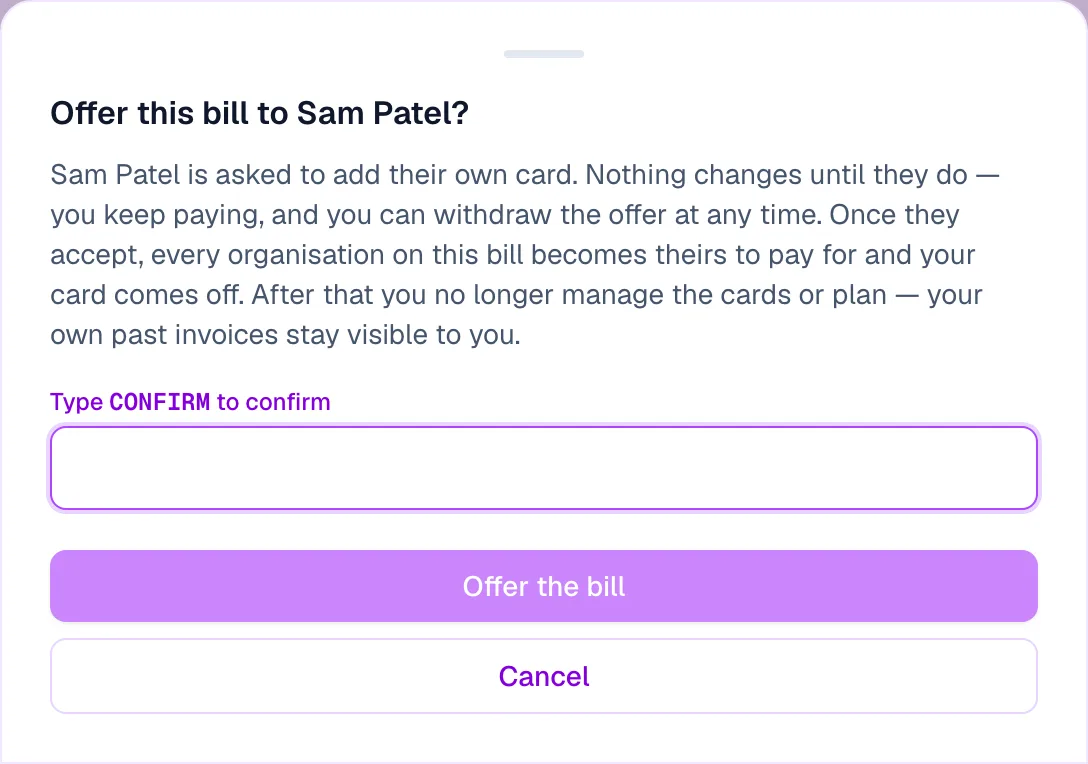 Offer this bill to Sam Patel?
Sam Patel is asked to add their own card. Nothing changes until they do —
you keep paying, and you can withdraw the offer at any time. Once they
accept, every organisation on this bill becomes theirs to pay for and your
card comes off. After that you no longer manage the cards or plan — your
own past invoices stay visible to you.
Type CONFIRM to confirm
Offer the bill
Cancel